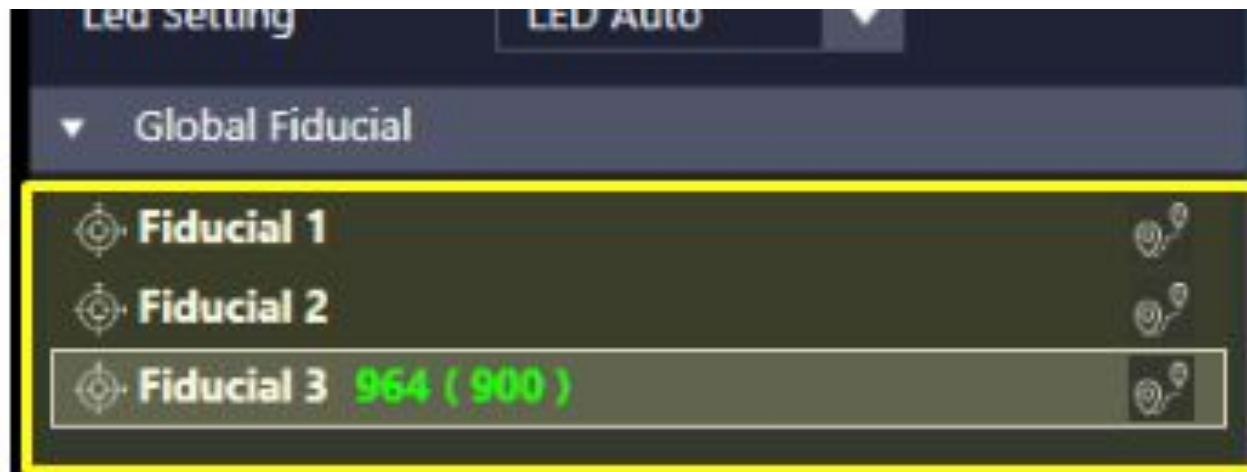 Led Setting LED Auto
Global Fiducial
Fiducial 1
Fiducial 2
Fiducial 3 964 ( 900 )